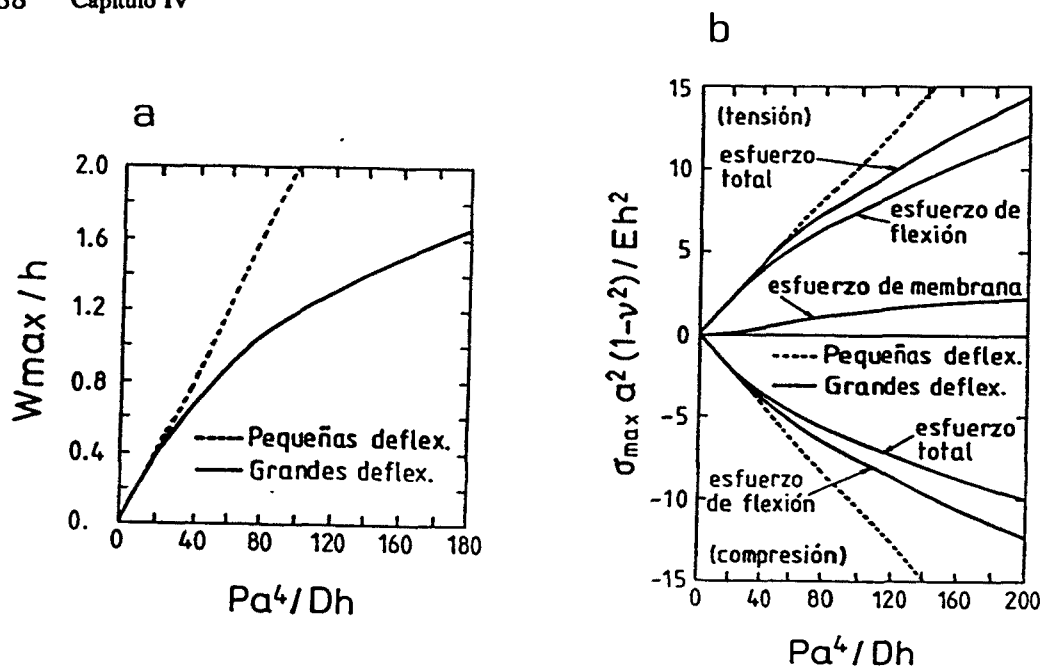 Capítulo IV
a
2.0
1.6
1.2
0.8
0.4
0.
0 40 80 120 180
Wmax / h
Pa⁴/Dh
Pequeñas deflex.
Grandes deflex.
b
15
10
5
0
-5
-10
-15
0 40 80 120 160 200
σmax a² (1-ν²) / Eh²
Pa⁴/Dh
(tensión)
esfuerzo
total
esfuerzo de
flexión
esfuerzo de membrana
Pequeñas deflex.
Grandes deflex.
esfuerzo
total
esfuerzo
de flexión
(compresión)